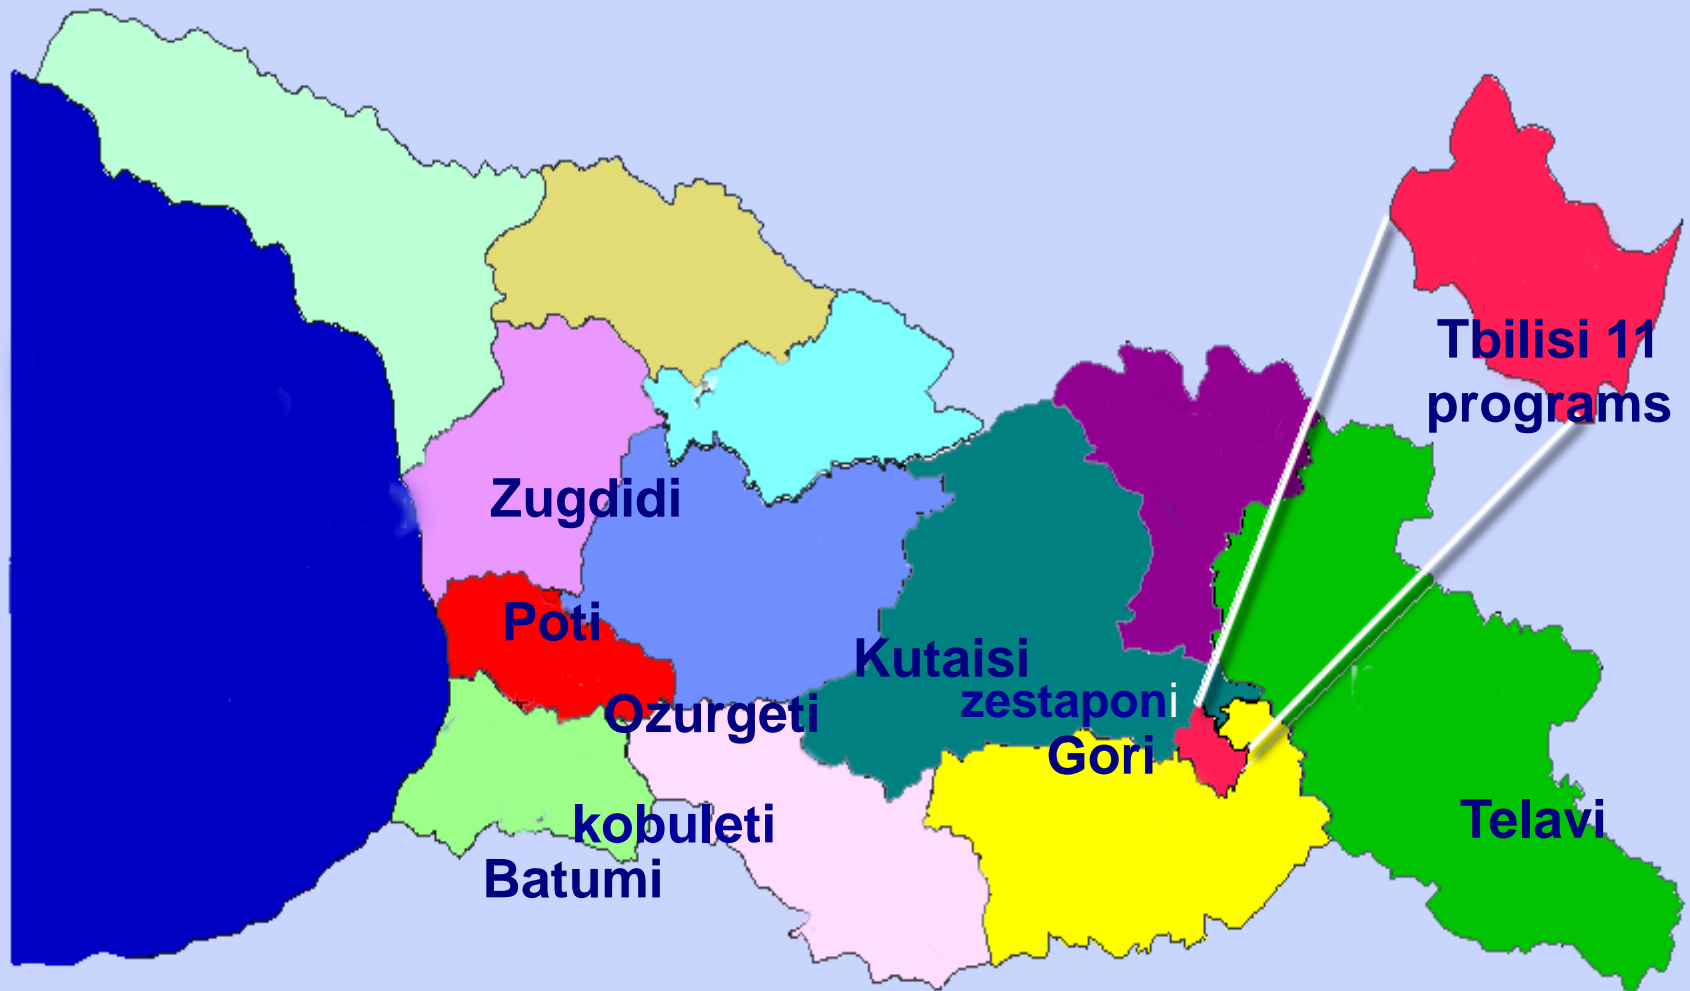 Tbilisi 11
programs
Zugdidi
Poti
Kutaisi
zestaponi
Ozurgeti
Gori
kobuleti
Telavi
Batumi